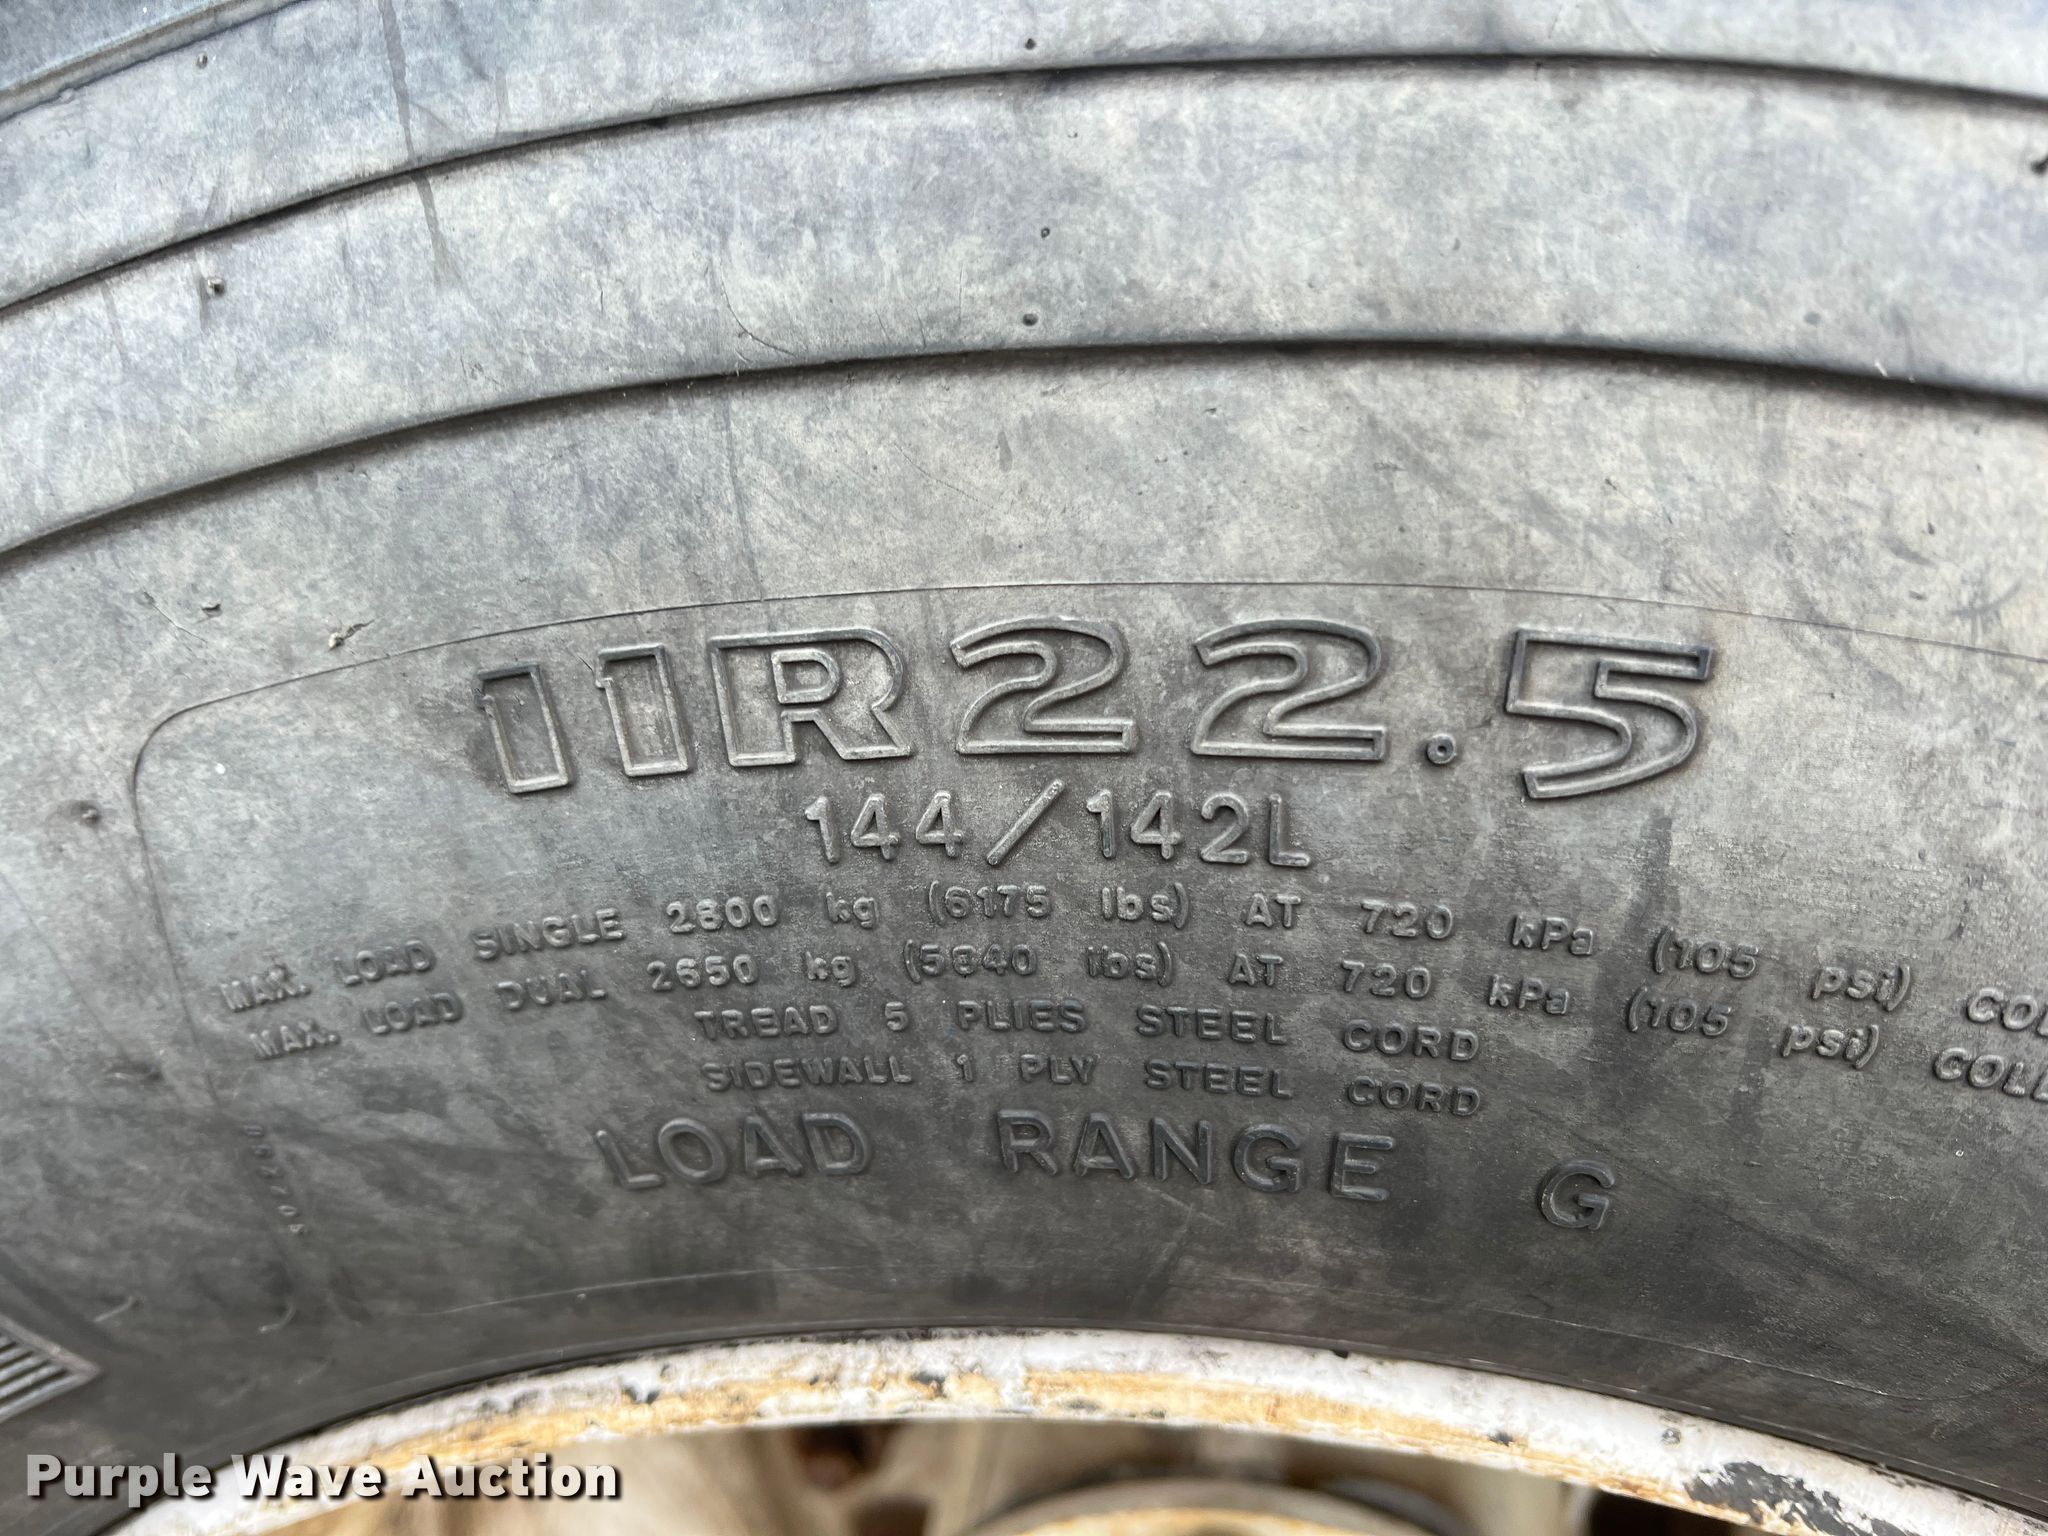 11R22.5
144/142L
MAX. LOAD SINGLE 2800 kg (6175 lbs) AT 720 kPa (105 psi) COL
MAX. LOAD DUAL 2650 kg (5840 lbs) AT 720 kPa (105 psi) COLD
TREAD 5 PLIES STEEL CORD
SIDEWALL 1 PLY STEEL CORD
LOAD RANGE G
Purple Wave Auction